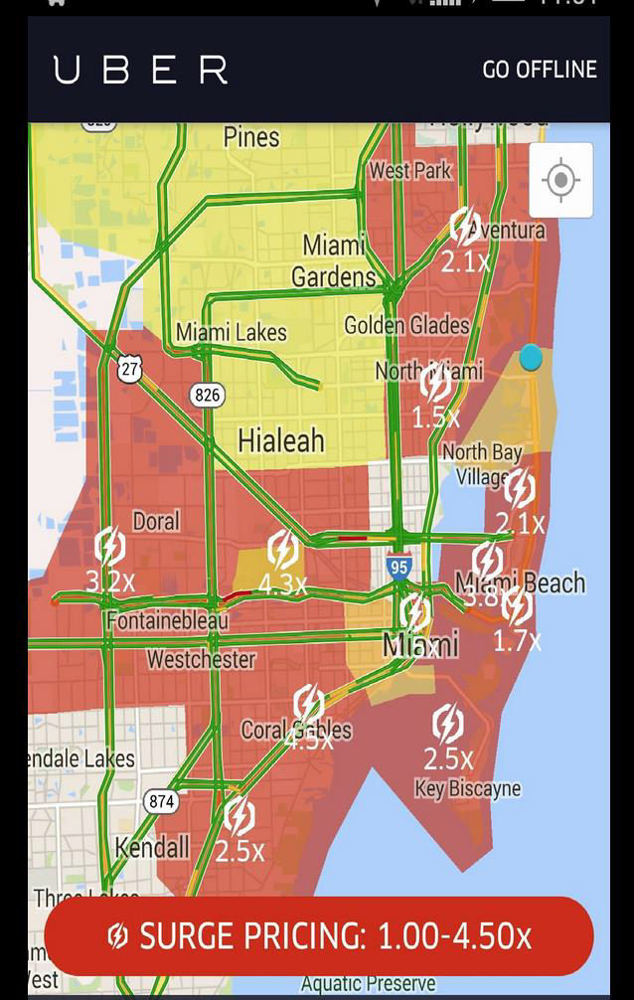 UBER
GO OFFLINE
Pines
West Park
Aventura
2.1x
Miami
Gardens
Golden Glades
Miami Lakes
27
826
North Miami
1.5x
Hialeah
North Bay
Village
2.1x
Doral
95
3.2x
4.3x
Miami Beach
3.8
Fontainebleau
1.7x
Miami
Westchester
Coral Gables
4.5x
2.5x
endale Lakes
Key Biscayne
874
Kendall
2.5x
Three Lakes
SURGE PRICING: 1.00-4.50x
West
Aquatic Preserve